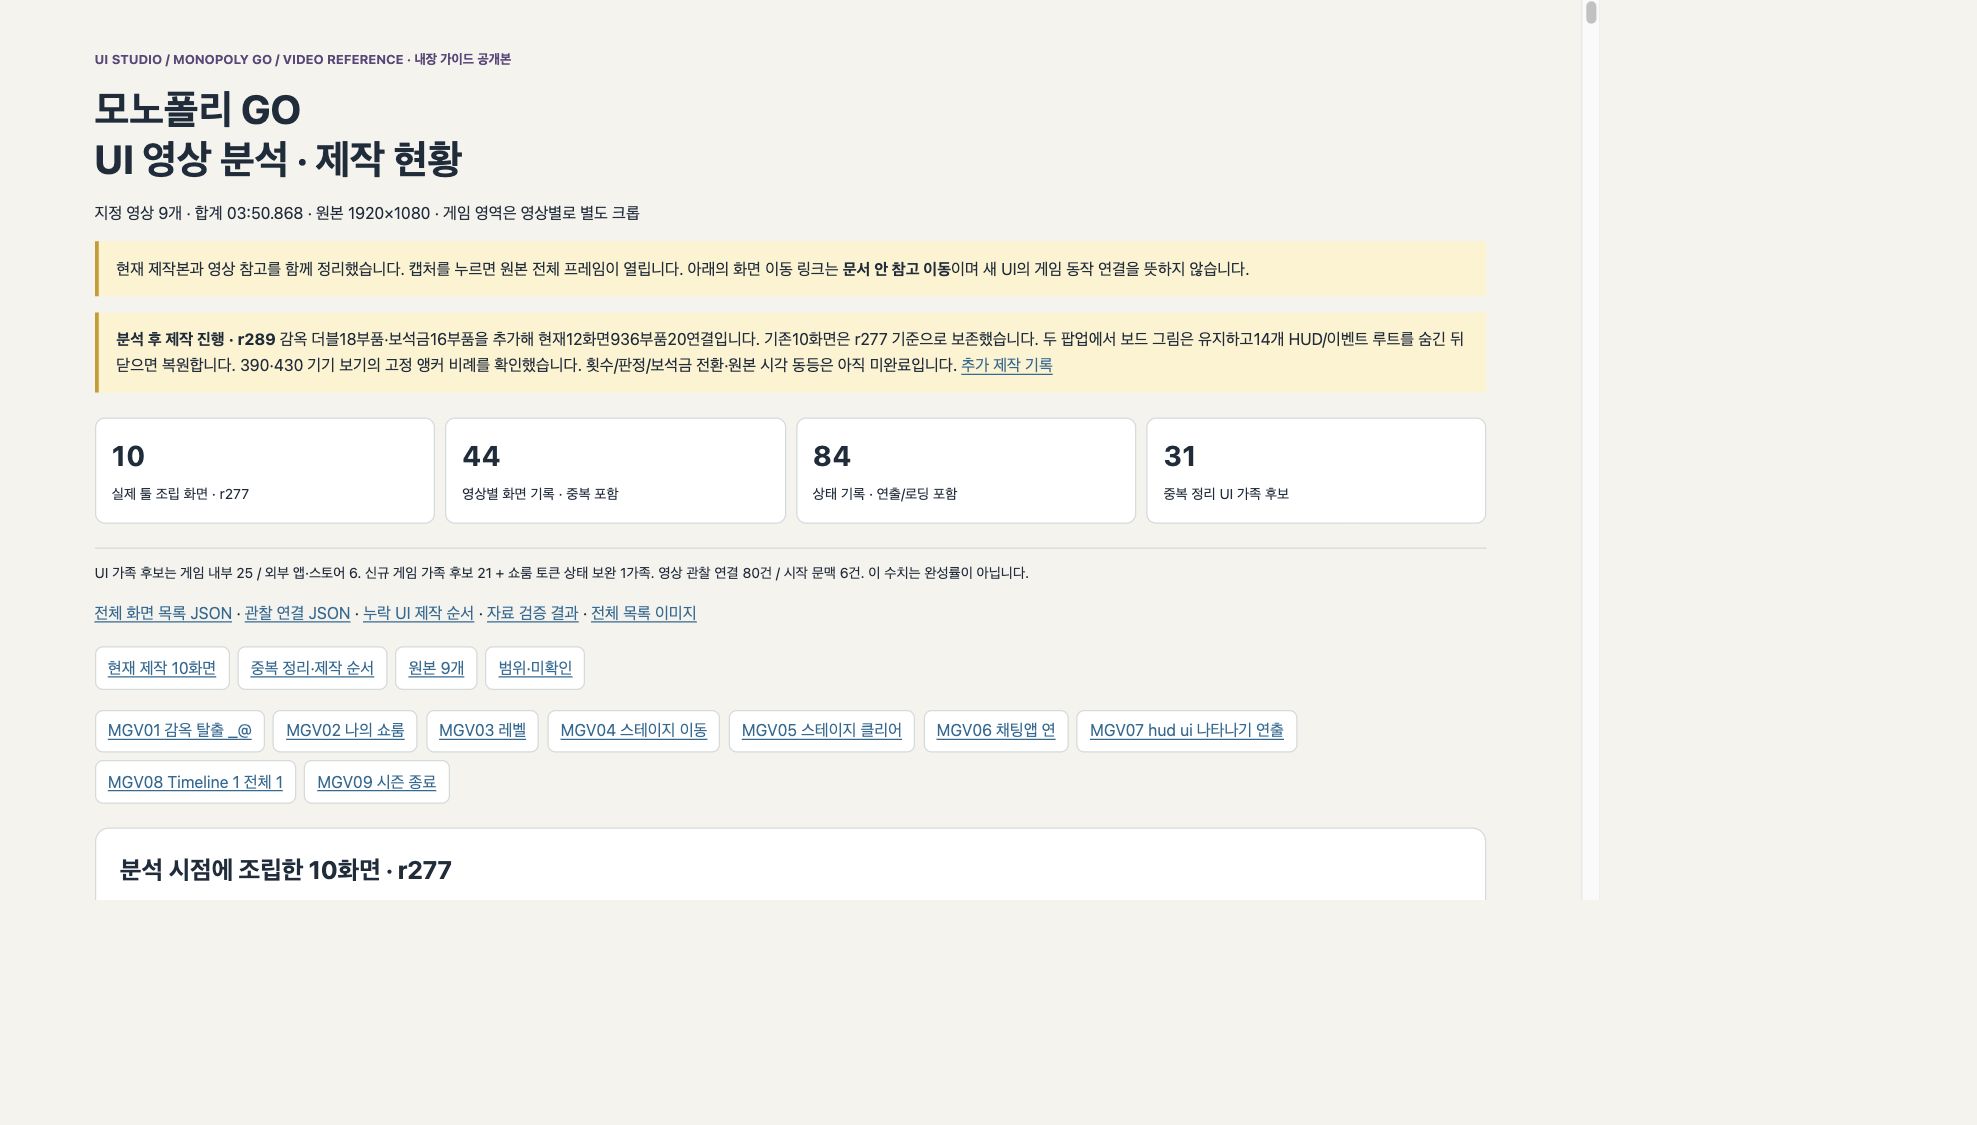 UI STUDIO / MONOPOLY GO / VIDEO REFERENCE · 내장 가이드 공개본
모노폴리 GO
UI 영상 분석 · 제작 현황
지정 영상 9개 · 합계 03:50.868 · 원본 1920×1080 · 게임 영역은 영상별로 별도 크롭
현재 제작본과 영상 참고를 함께 정리했습니다. 캡처를 누르면 원본 전체 프레임이 열립니다. 아래의 화면 이동 링크는 문서 안 참고 이동이며 새 UI의 게임 동작 연결을 뜻하지 않습니다.
분석 후 제작 진행 · r289 감옥 더블18부품·보석금16부품을 추가해 현재12화면936부품20연결입니다. 기존10화면은 r277 기준으로 보존했습니다. 두 팝업에서 보드 그림은 유지하고14개 HUD/이벤트 루트를 숨긴 뒤
닫으면 복원합니다. 390·430 기기 보기의 고정 앵커 비례를 확인했습니다. 횟수/판정/보석금 전환·원본 시각 동등은 아직 미완료입니다. 추가 제작 기록
10
실제 툴 조립 화면 · r277
44
영상별 화면 기록 · 중복 포함
84
상태 기록 · 연출/로딩 포함
31
중복 정리 UI 가족 후보
UI 가족 후보는 게임 내부 25 / 외부 앱·스토어 6. 신규 게임 가족 후보 21 + 쇼룸 토큰 상태 보완 1가족. 영상 관찰 연결 80건 / 시작 문맥 6건. 이 수치는 완성률이 아닙니다.
전체 화면 목록 JSON · 관찰 연결 JSON · 누락 UI 제작 순서 · 자료 검증 결과 · 전체 목록 이미지
현재 제작 10화면 중복 정리·제작 순서 원본 9개 범위·미확인
MGV01 감옥 탈출 _@ MGV02 나의 쇼룸 MGV03 레벨 MGV04 스테이지 이동 MGV05 스테이지 클리어 MGV06 채팅앱 연 MGV07 hud ui 나타나기 연출
MGV08 Timeline 1 전체 1 MGV09 시즌 종료
분석 시점에 조립한 10화면 · r277